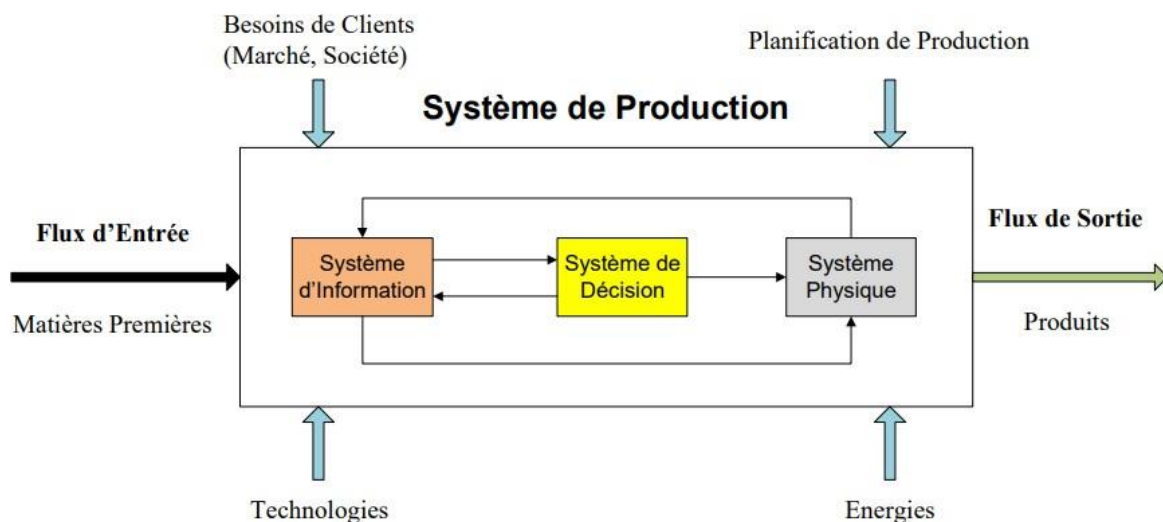 Besoins de Clients
(Marché, Société)
Planification de Production
Système de Production
Flux d'Entrée
Matières Premières
Système
d'Information
Système de
Décision
Système
Physique
Flux de Sortie
Produits
Technologies
Energies